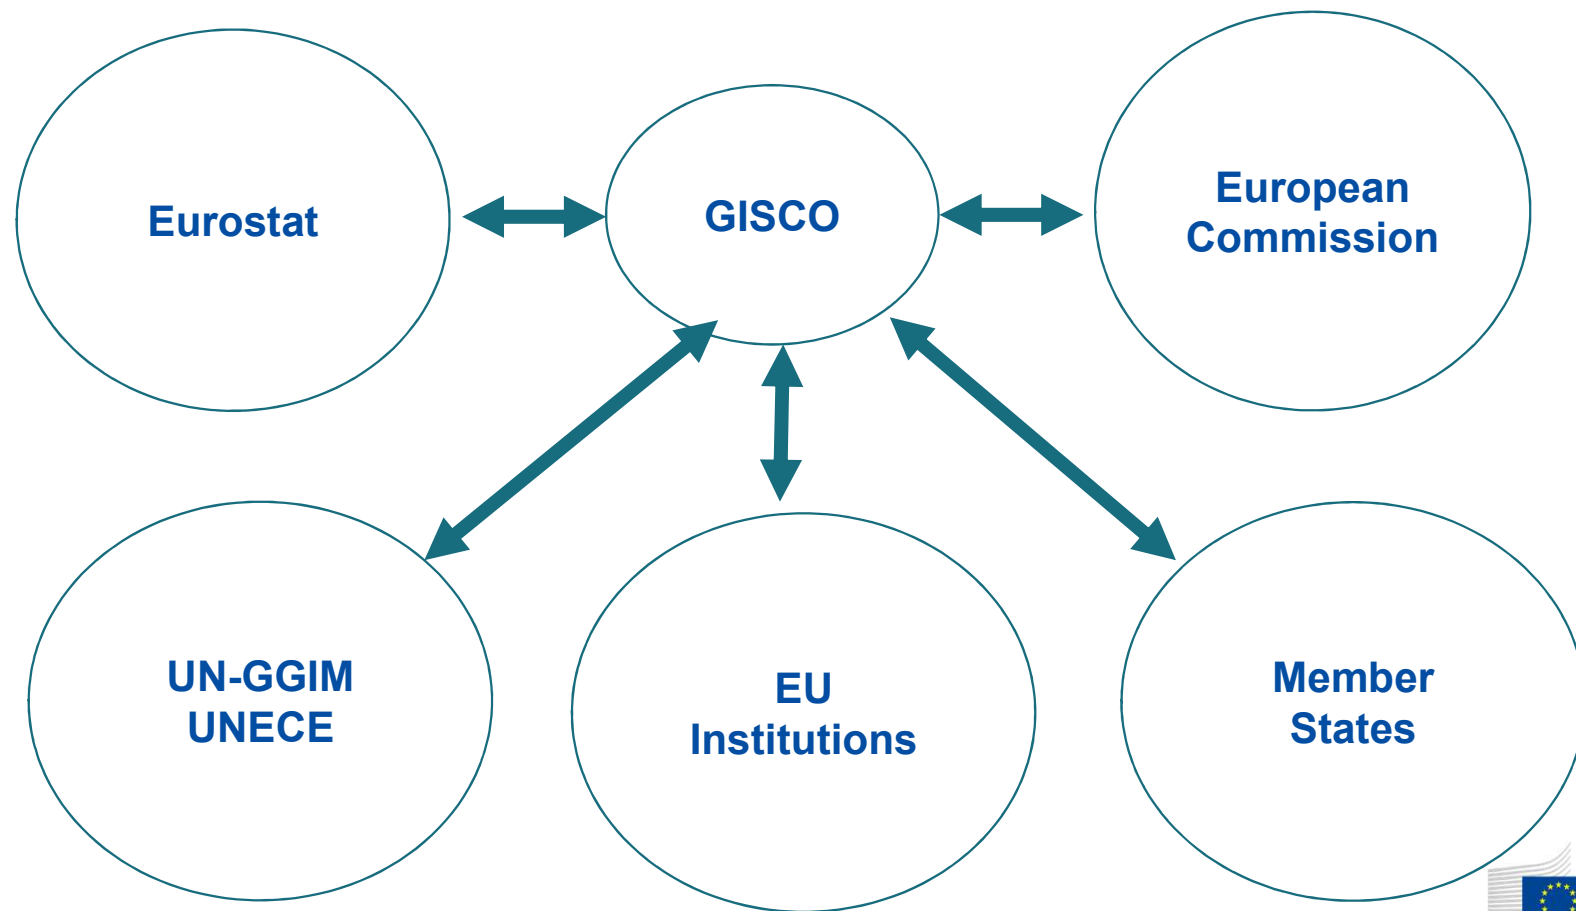 Eurostat
GISCO
European
Commission
UN-GGIM
UNECE
EU
Institutions
Member
States